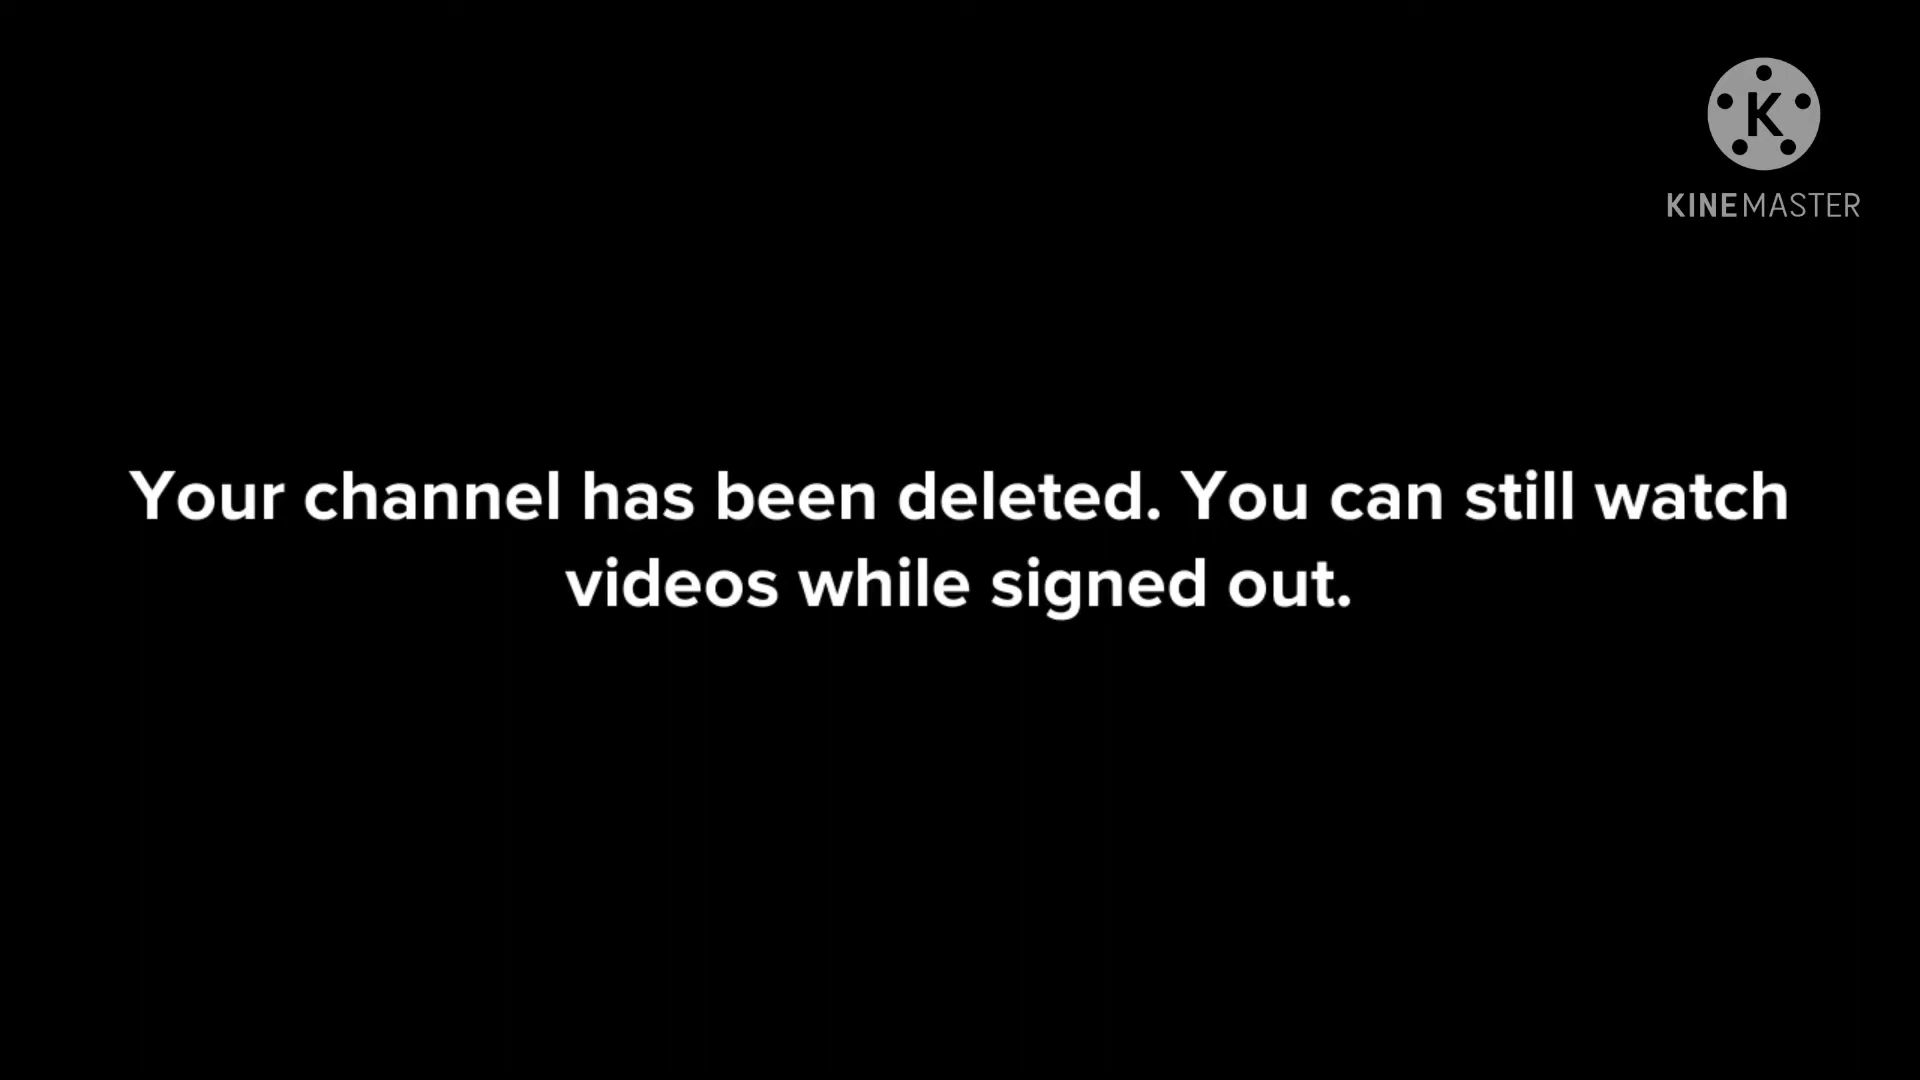 K
KINEMASTER
Your channel has been deleted. You can still watch
videos while signed out.